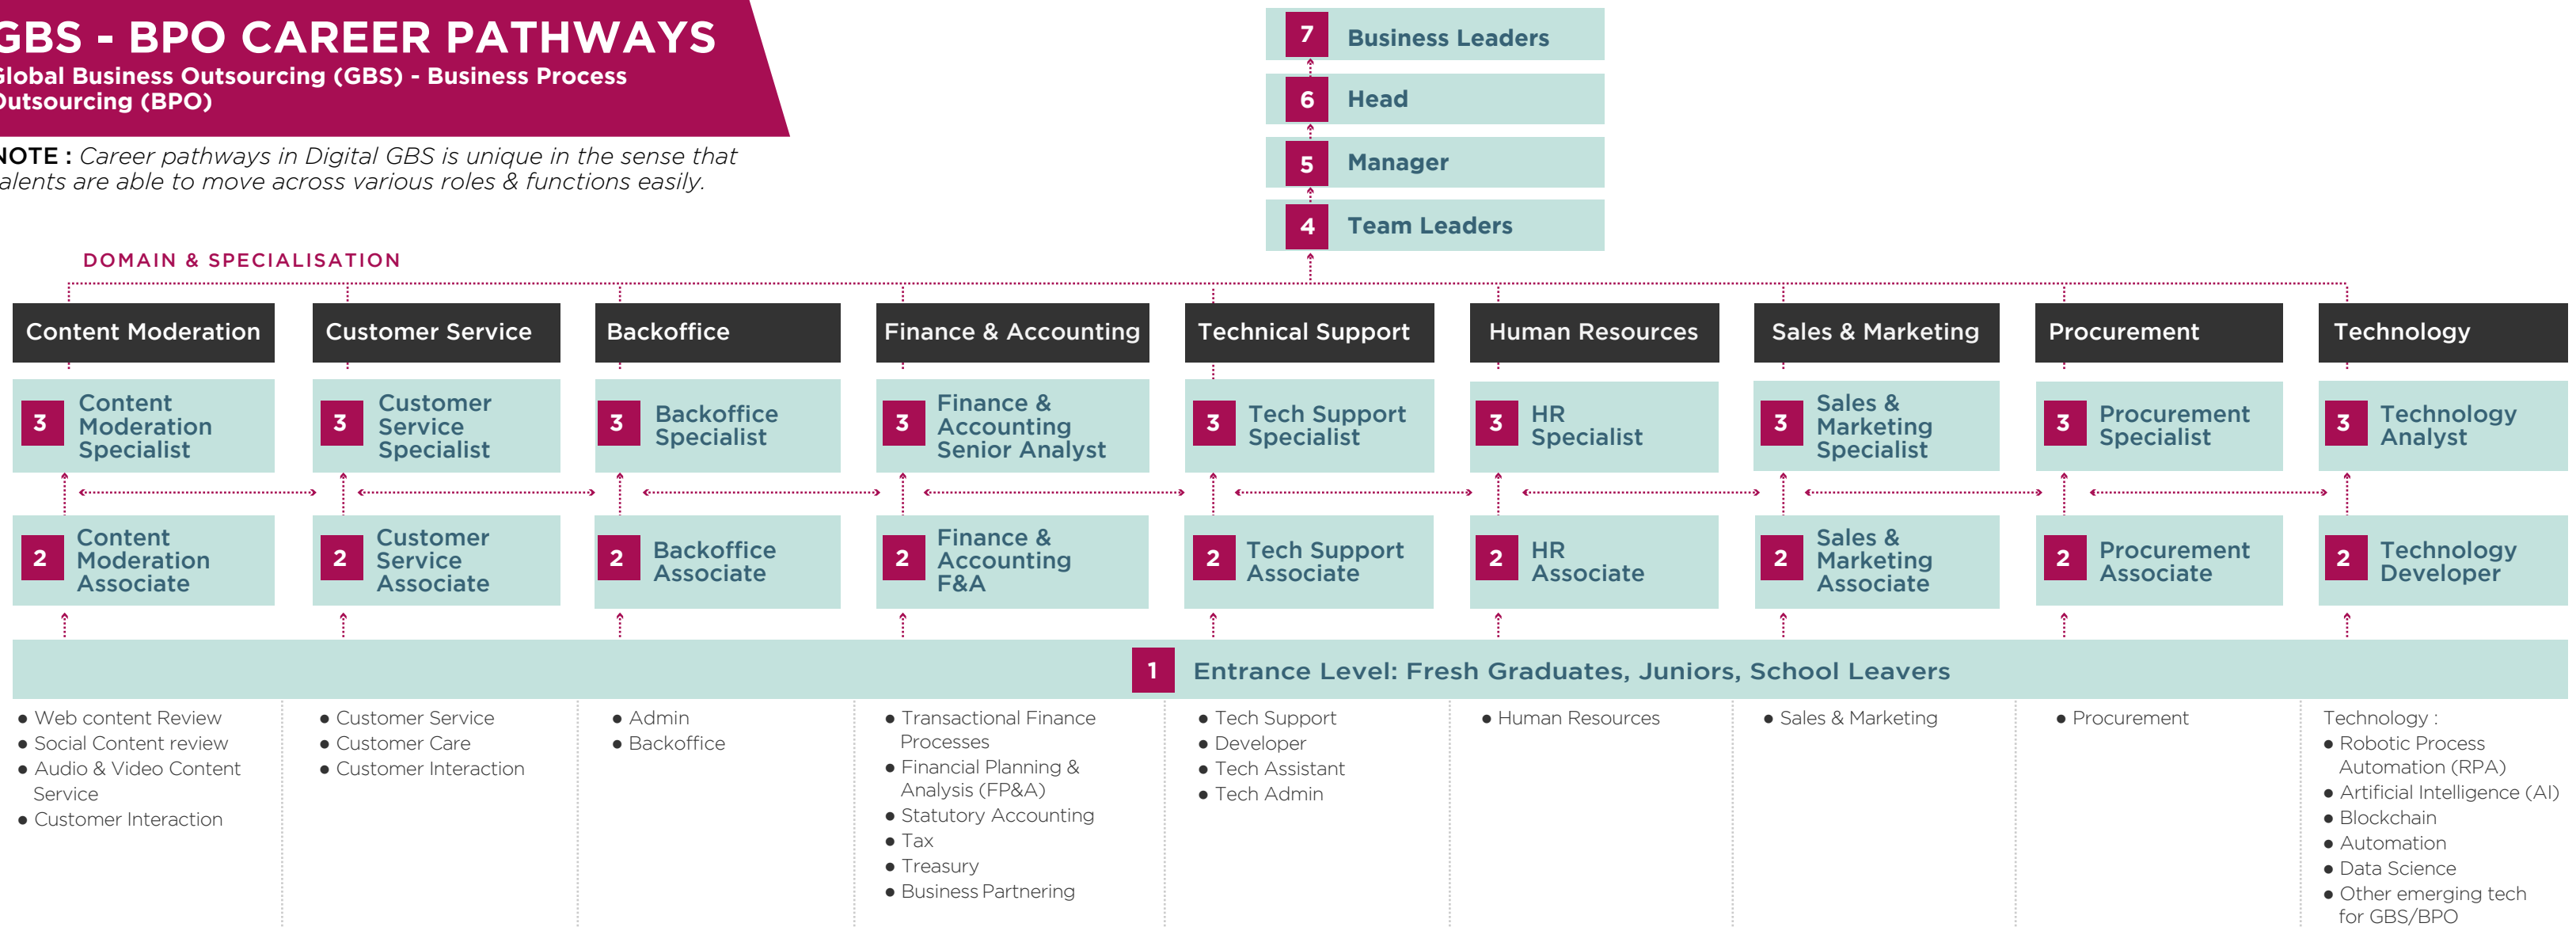 GBS - BPO CAREER PATHWAYS
Global Business Outsourcing (GBS) - Business Process
Outsourcing (BPO)
NOTE : Career pathways in Digital GBS is unique in the sense that
talents are able to move across various roles & functions easily.
7 Business Leaders
6 Head
5 Manager
4 Team Leaders
DOMAIN & SPECIALISATION
Content Moderation
Customer Service
Backoffice
Finance & Accounting
Technical Support
Human Resources
Sales & Marketing
Procurement
Technology
3 Content
Moderation
Specialist
3 Customer
Service
Specialist
3 Backoffice
Specialist
3 Finance &
Accounting
Senior Analyst
3 Tech Support
Specialist
3 HR
Specialist
3 Sales &
Marketing
Specialist
3 Procurement
Specialist
3 Technology
Analyst
2 Content
Moderation
Associate
2 Customer
Service
Associate
2 Backoffice
Associate
2 Finance &
Accounting
F&A
2 Tech Support
Associate
2 HR
Associate
2 Sales &
Marketing
Associate
2 Procurement
Associate
2 Technology
Developer
1 Entrance Level: Fresh Graduates, Juniors, School Leavers
● Web content Review
● Social Content review
● Audio & Video Content
Service
● Customer Interaction
● Customer Service
● Customer Care
● Customer Interaction
● Admin
● Backoffice
● Transactional Finance
Processes
● Financial Planning &
Analysis (FP&A)
● Statutory Accounting
● Tax
● Treasury
● Business Partnering
● Tech Support
● Developer
● Tech Assistant
● Tech Admin
● Human Resources
● Sales & Marketing
● Procurement
Technology :
● Robotic Process
Automation (RPA)
● Artificial Intelligence (AI)
● Blockchain
● Automation
● Data Science
● Other emerging tech
for GBS/BPO